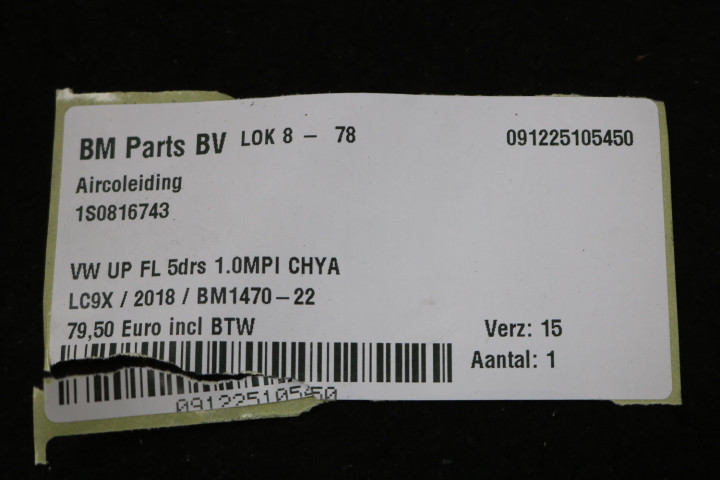 BM Parts BV LOK 8 - 78 091225105450
Aircoleiding
1S0816743
VW UP FL 5drs 1.0MPI CHYA
LC9X / 2018 / BM1470-22
79,50 Euro incl BTW Verz: 15
Aantal: 1
091225105450